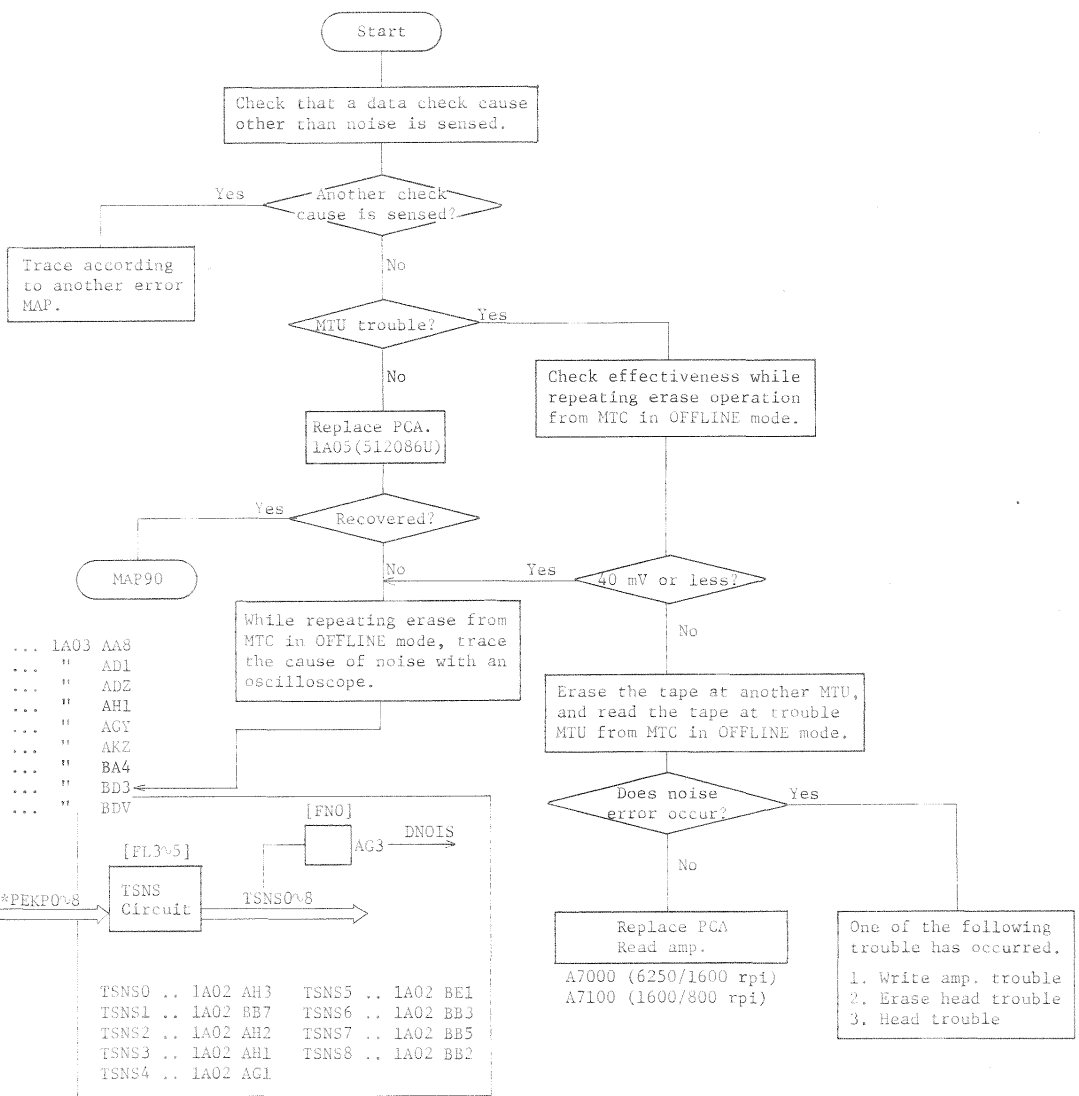 Start
Check that a data check cause
other than noise is sensed.
Yes
Another check
cause is sensed?
Trace according
to another error
MAP.
No
MTU trouble?
Yes
No
Check effectiveness while
repeating erase operation
from MTC in OFFLINE mode.
Replace PCA.
1A05(512086U)
Yes
Recovered?
MAP90
No
Yes
40 mV or less?
No
While repeating erase from
MTC in OFFLINE mode, trace
the cause of noise with an
oscilloscope.
... 1A03 AA8
... " AD1
... " ADZ
... " AH1
... " AGY
... " AKZ
... " BA4
... " BD3
... " BDV
Erase the tape at another MTU,
and read the tape at trouble
MTU from MTC in OFFLINE mode.
Does noise
error occur?
Yes
No
[FN0]
AG3
DNOIS
[FL3~5]
*PEKP0~8
TSNS
Circuit
TSNS0~8
Replace PCA
Read amp.
A7000 (6250/1600 rpi)
A7100 (1600/800 rpi)
One of the following
trouble has occurred.
1. Write amp. trouble
2. Erase head trouble
3. Head trouble
TSNS0 .. 1A02 AH3 TSNS5 .. 1A02 BE1
TSNS1 .. 1A02 BB7 TSNS6 .. 1A02 BB3
TSNS2 .. 1A02 AH2 TSNS7 .. 1A02 BB5
TSNS3 .. 1A02 AH1 TSNS8 .. 1A02 BB2
TSNS4 .. 1A02 AG1